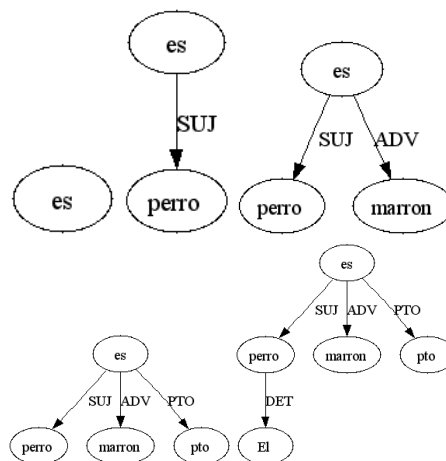 es
es
SUJ
perro
es
SUJ ADV
perro marron
es
SUJ ADV PTO
perro marron pto
es
SUJ ADV PTO
perro marron pto
DET
El